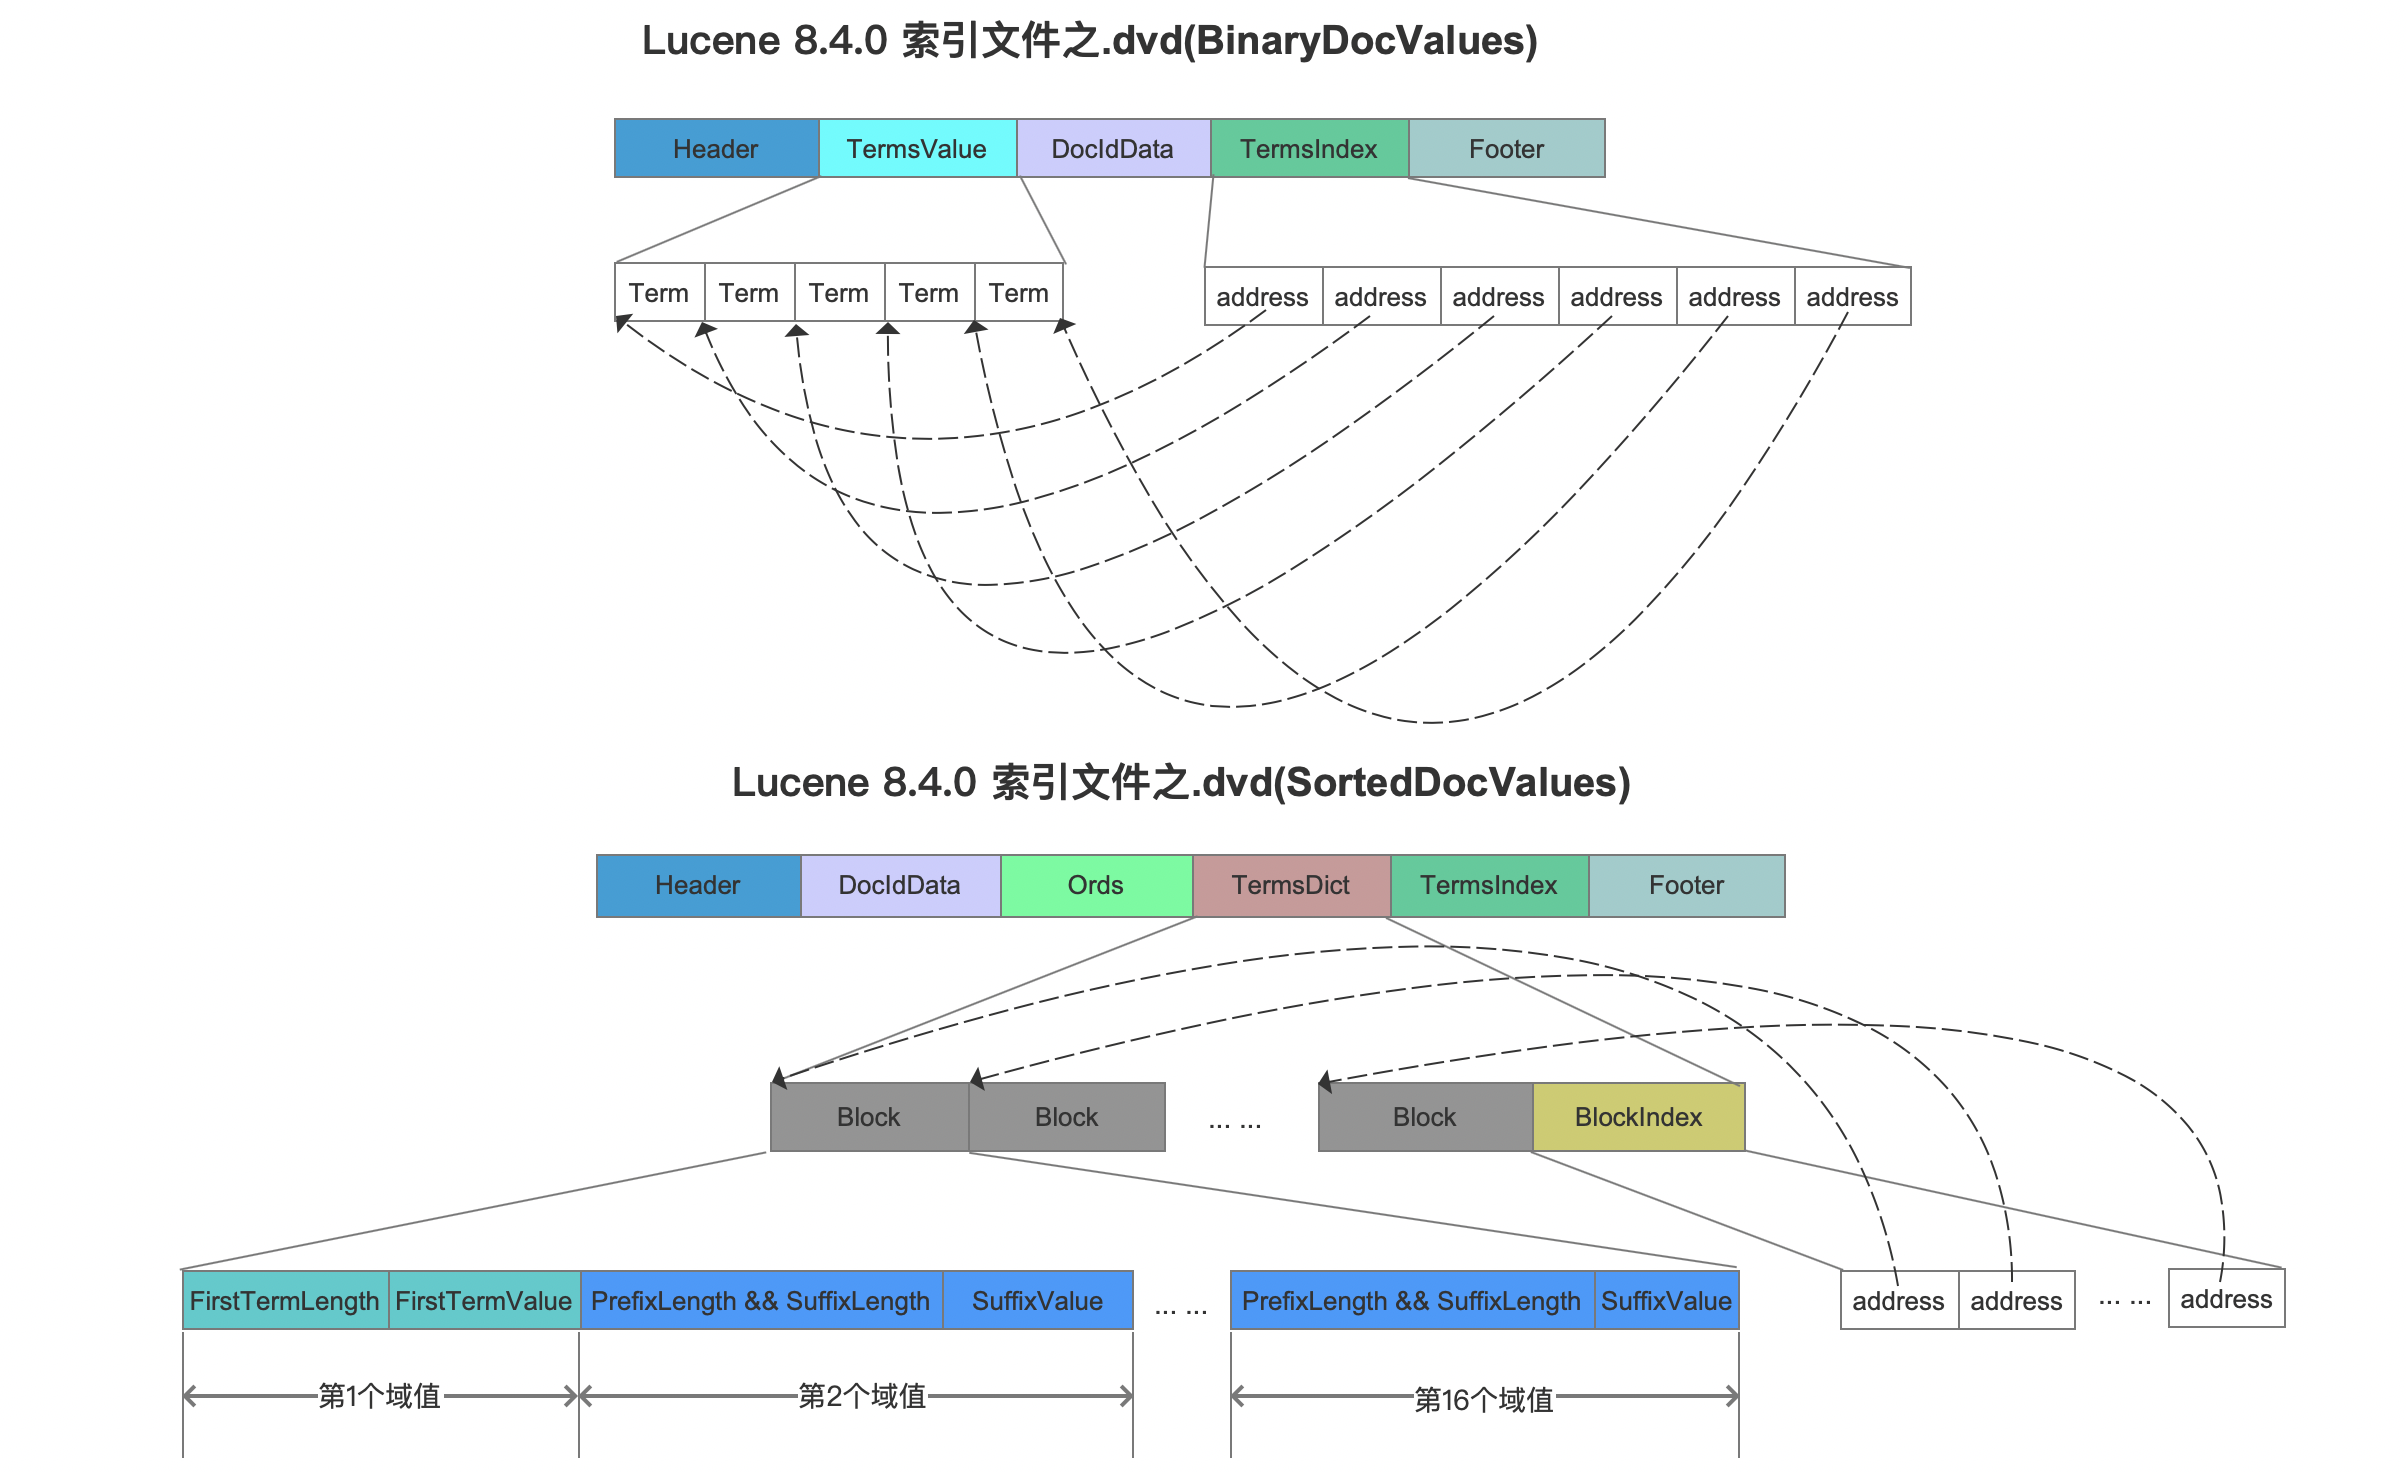 Lucene 8.4.0 索引文件之.dvd(BinaryDocValues)
Header TermsValue DocIdData TermsIndex Footer
Term Term Term Term Term
address address address address address address
Lucene 8.4.0 索引文件之.dvd(SortedDocValues)
Header DocIdData Ords TermsDict TermsIndex Footer
Block Block ... ... Block BlockIndex
FirstTermLength FirstTermValue PrefixLength && SuffixLength SuffixValue ... ... PrefixLength && SuffixLength SuffixValue
address address ... ... address
第1个域值 第2个域值 第16个域值